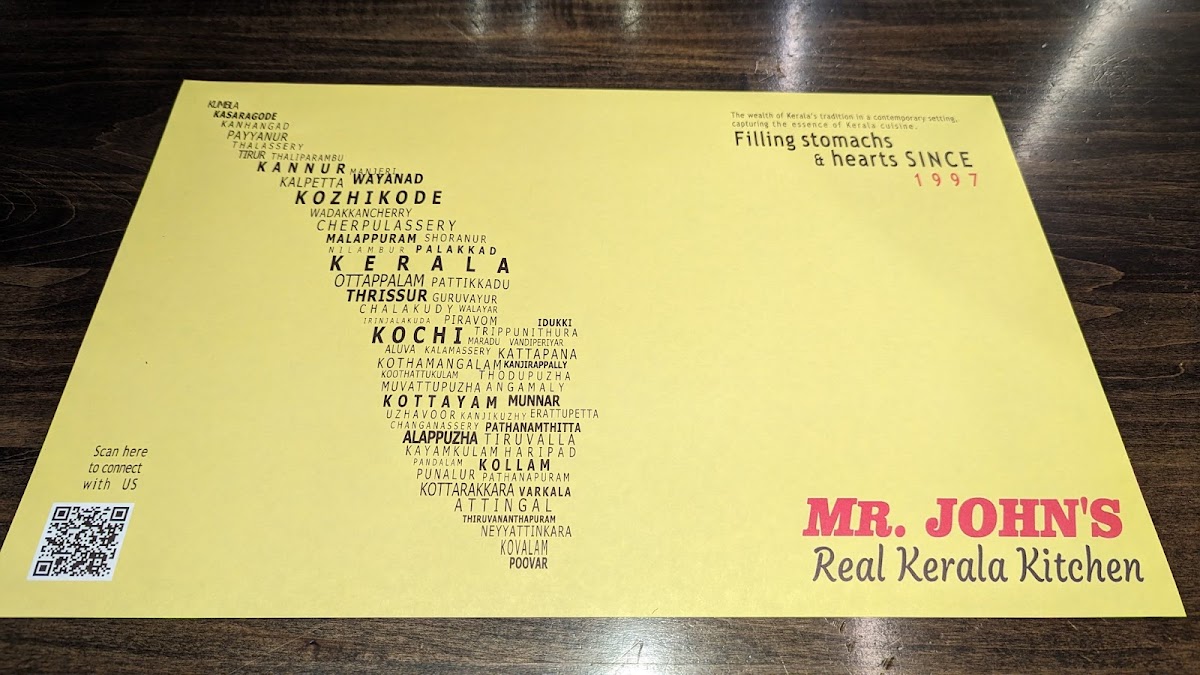 KUMBLA
KASARAGODE
KANHANGAD
PAYYANUR
THALASSERY
TIRUR THALIPARAMBU
KANNUR MANJERI
KALPETTA WAYANAD
KOZHIKODE
WADAKKANCHERRY
CHERPULASSERY
MALAPPURAM SHORANUR
NILAMBUR PALAKKAD
KERALA
OTTAPPALAM PATTIKKADU
THRISSUR GURUVAYUR
CHALAKUDY WALAYAR
IRINJALAKUDA PIRAVOM IDUKKI
KOCHI TRIPPUNITHURA
MARADU VANDIPERIYAR
ALUVA KALAMASSERY KATTAPANA
KOTHAMANGALAM KANJIRAPPALLY
KOOTHATTUKULAM THODUPUZHA
MUVATTUPUZHA ANGAMALY
KOTTAYAM MUNNAR
UZHAVOOR KANJIKUZHY ERATTUPETTA
CHANGANASSERY PATHANAMTHITTA
ALAPPUZHA TIRUVALLA
KAYAMKULAM HARIPAD
PANDALAM KOLLAM
PUNALUR PATHANAPURAM
KOTTARAKKARA VARKALA
ATTINGAL
THIRUVANANTHAPURAM
NEYYATTINKARA
KOVALAM
POOVAR
The wealth of Kerala's tradition in a contemporary setting,
capturing the essence of Kerala cuisine.
Filling stomachs
& hearts SINCE
1997
Scan here
to connect
with US
MR. JOHN'S
Real Kerala Kitchen